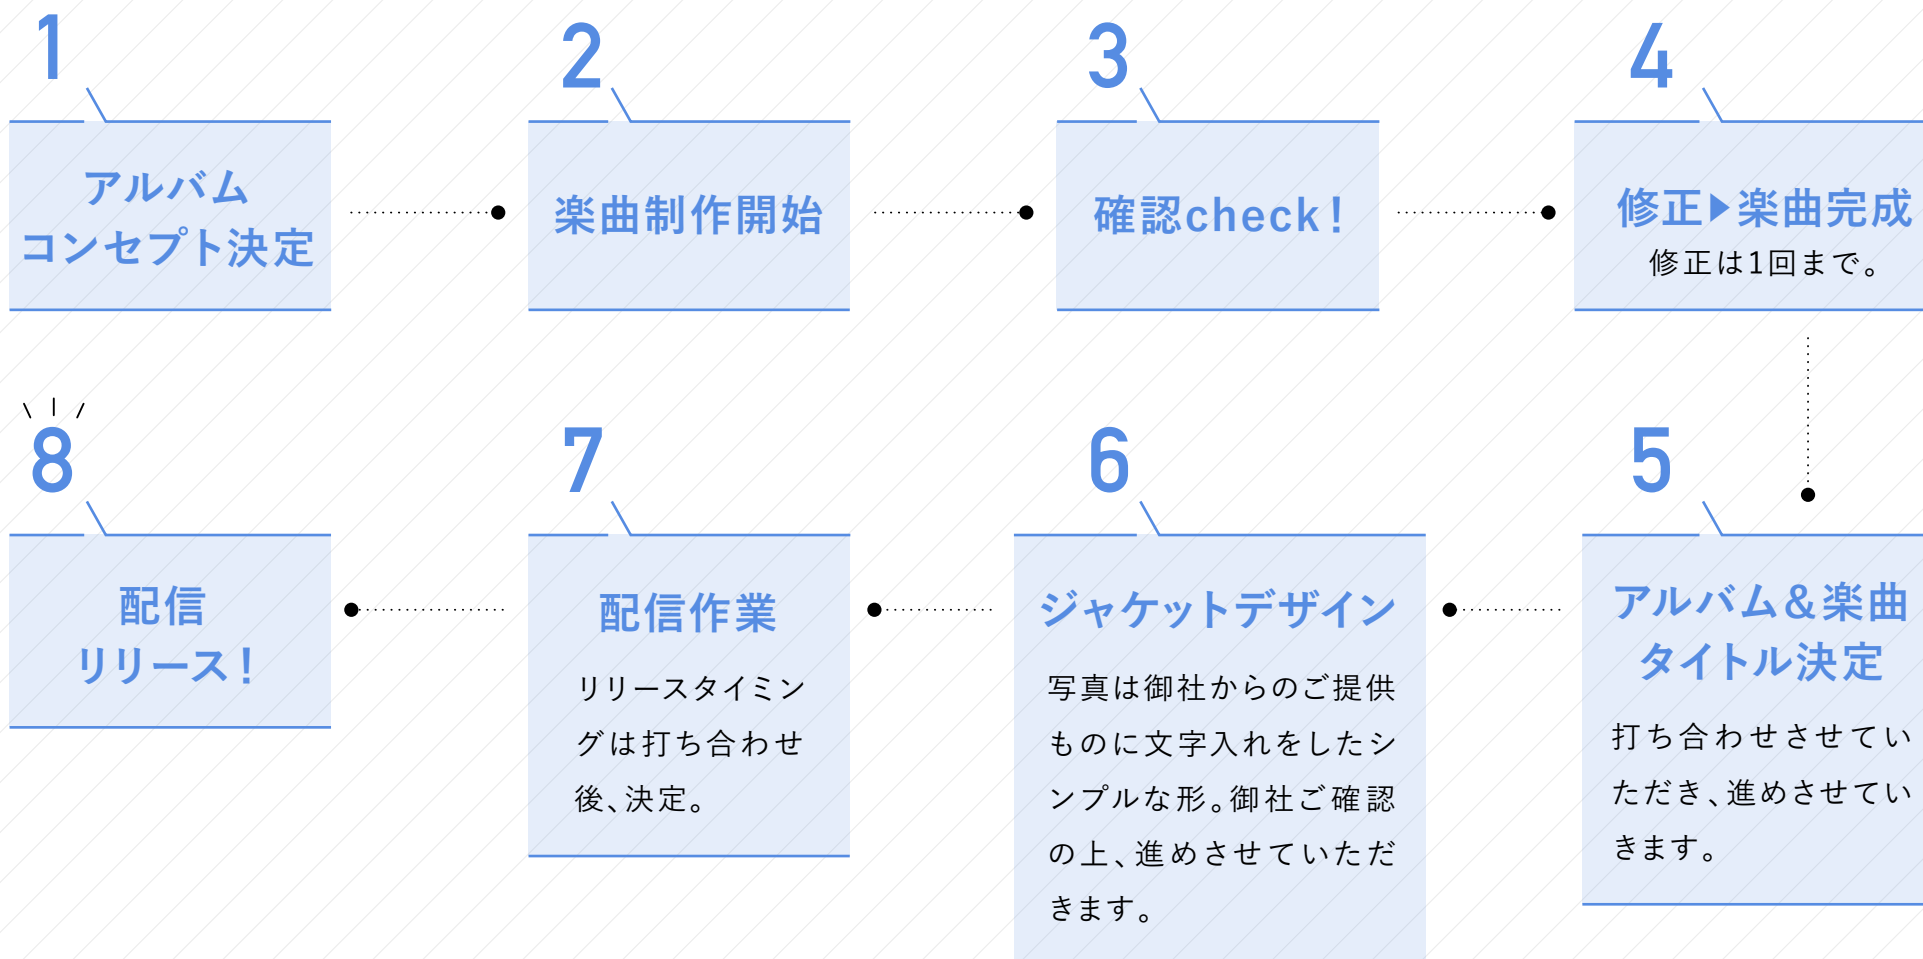 1
アルバム
コンセプト決定
2
楽曲制作開始
3
確認check！
4
修正▶楽曲完成
修正は1回まで。
5
アルバム＆楽曲
タイトル決定
打ち合わせさせてい
ただき、進めさせてい
きます。
6
ジャケットデザイン
写真は御社からのご提供
ものに文字入れをしたシ
ンプルな形。御社ご確認
の上、進めさせていただ
きます。
7
配信作業
リリースタイミン
グは打ち合わせ
後、決定。
8
配信
リリース！